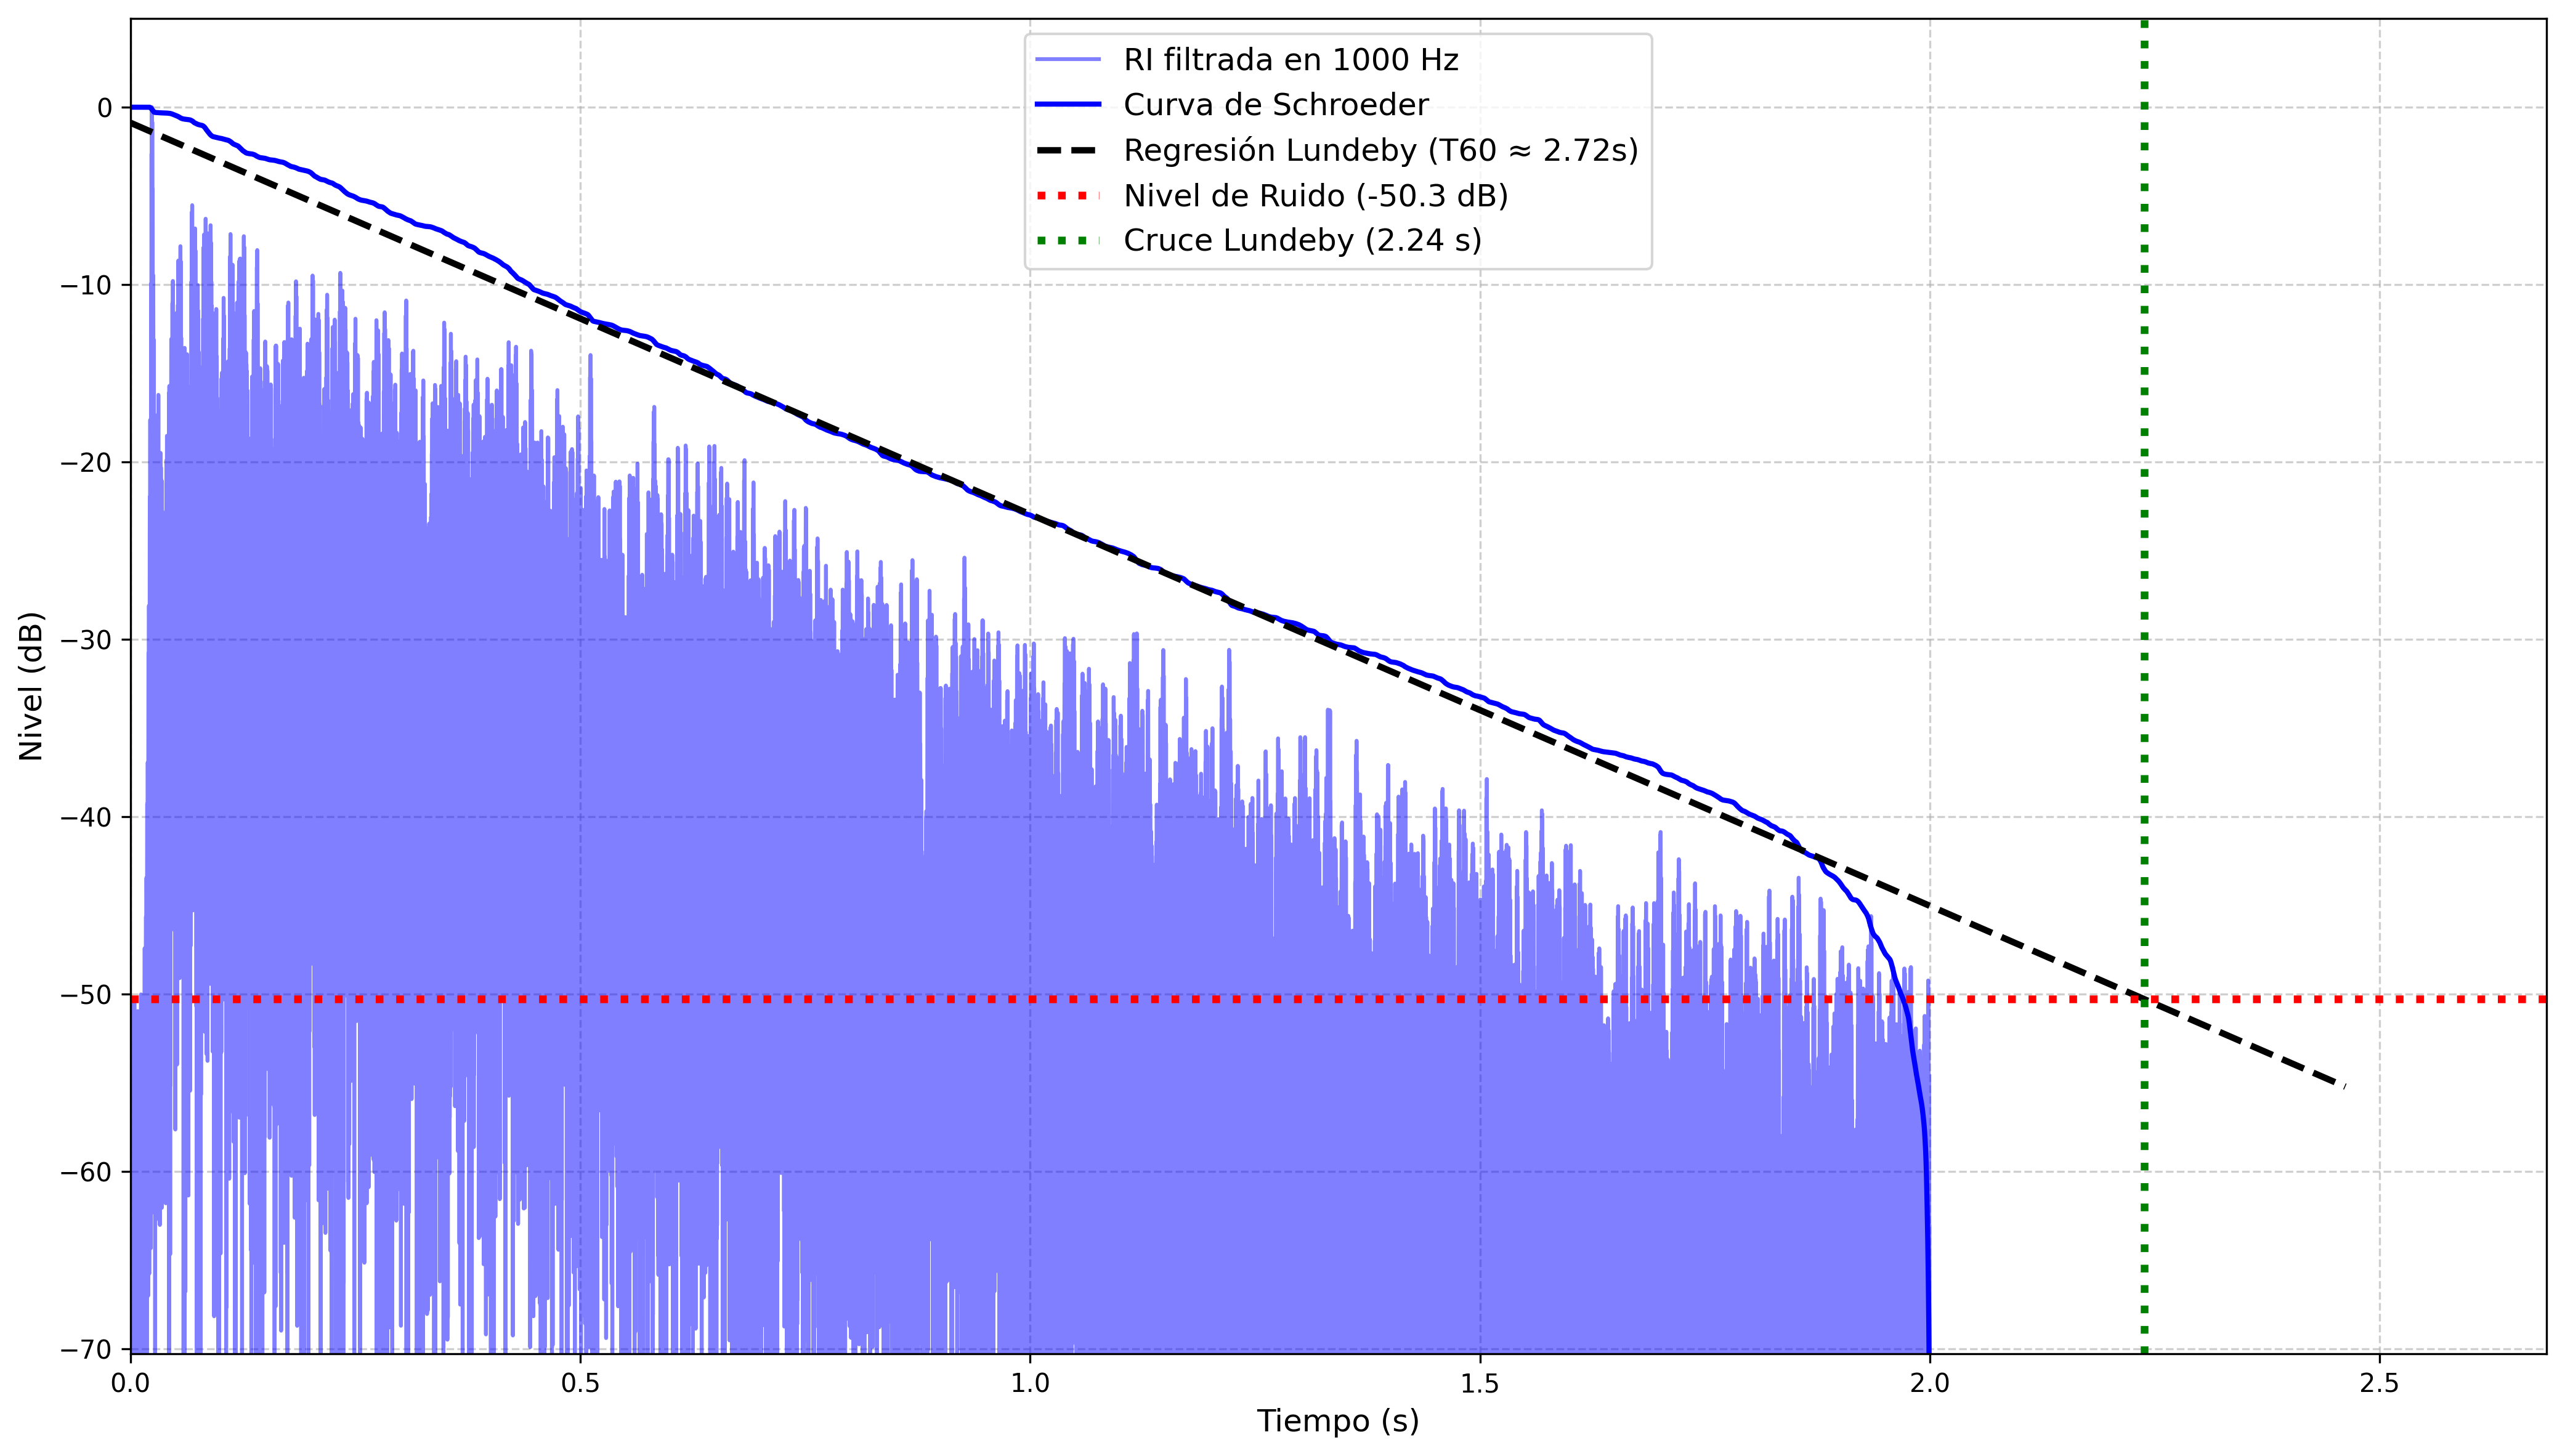 RI filtrada en 1000 Hz
Curva de Schroeder
Regresión Lundeby (T60 ≈ 2.72s)
Nivel de Ruido (-50.3 dB)
Cruce Lundeby (2.24 s)
Nivel (dB)
0
−10
−20
−30
−40
−50
−60
−70
0.0 0.5 1.0 1.5 2.0 2.5
Tiempo (s)